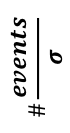 # events
σ